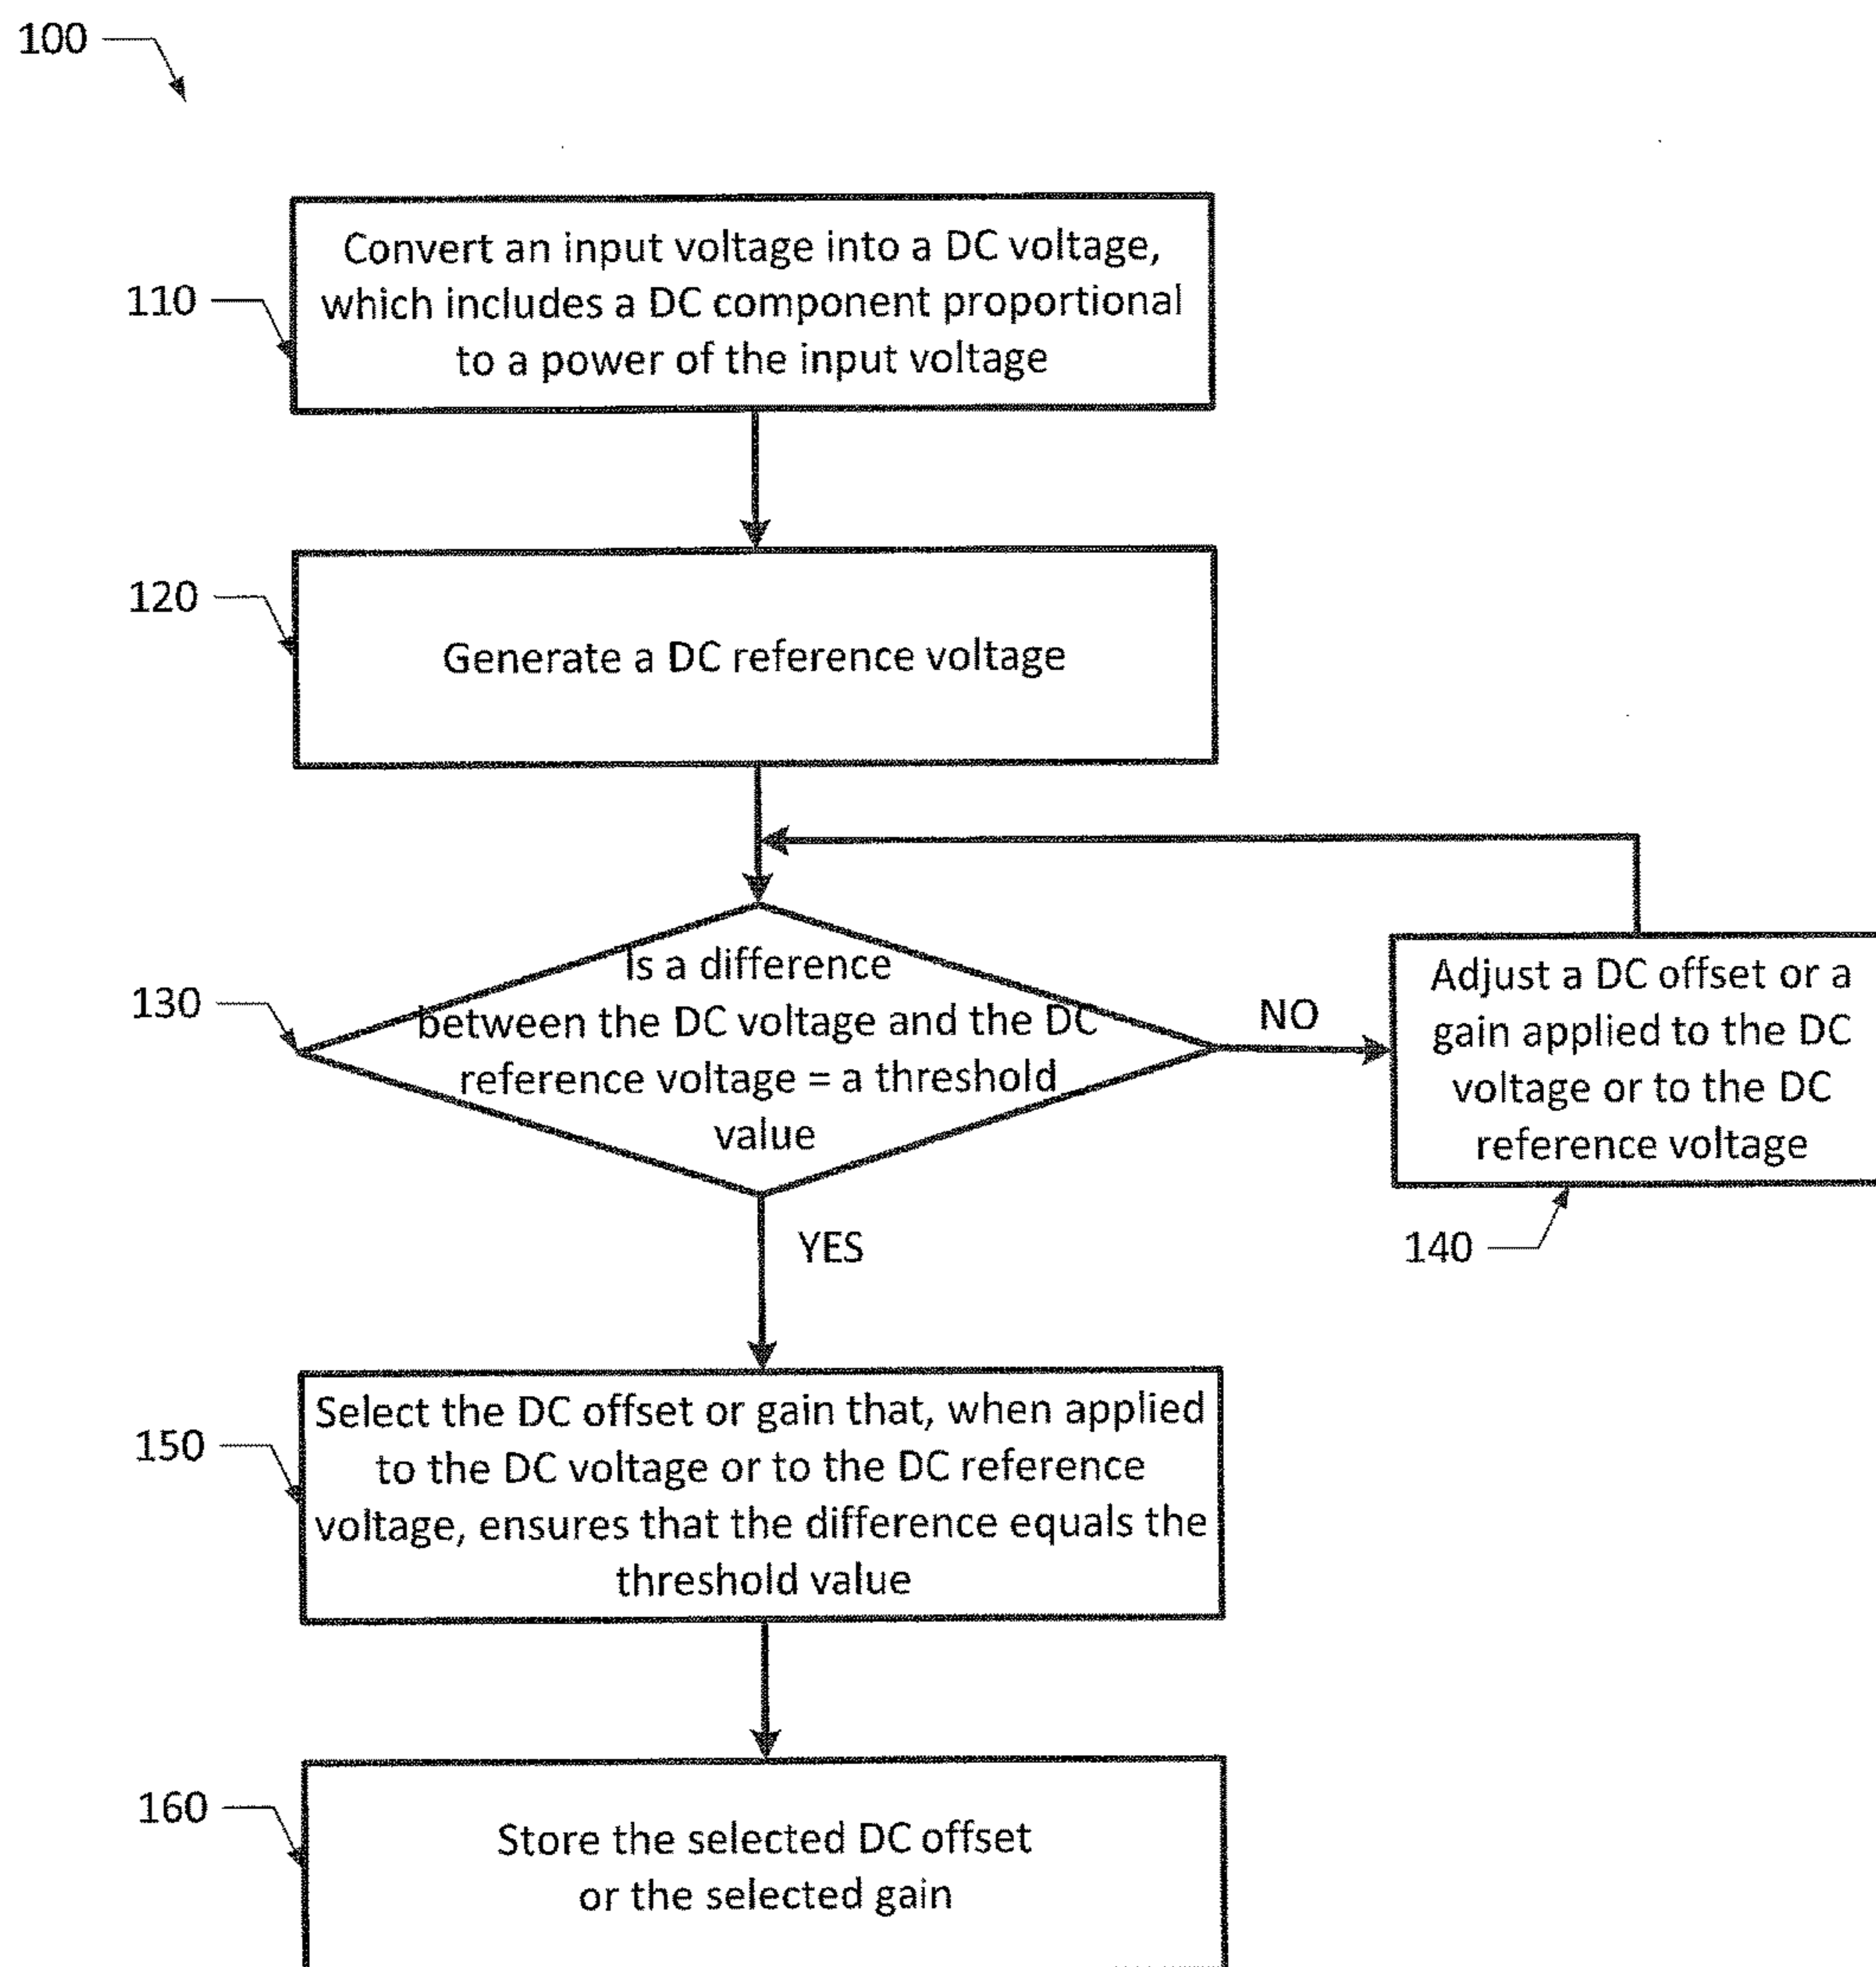 100
110
Convert an input voltage into a DC voltage,
which includes a DC component proportional
to a power of the input voltage
120
Generate a DC reference voltage
130
Is a difference
between the DC voltage and the DC
reference voltage = a threshold
value
NO
Adjust a DC offset or a
gain applied to the DC
voltage or to the DC
reference voltage
140
YES
150
Select the DC offset or gain that, when applied
to the DC voltage or to the DC reference
voltage, ensures that the difference equals the
threshold value
160
Store the selected DC offset
or the selected gain